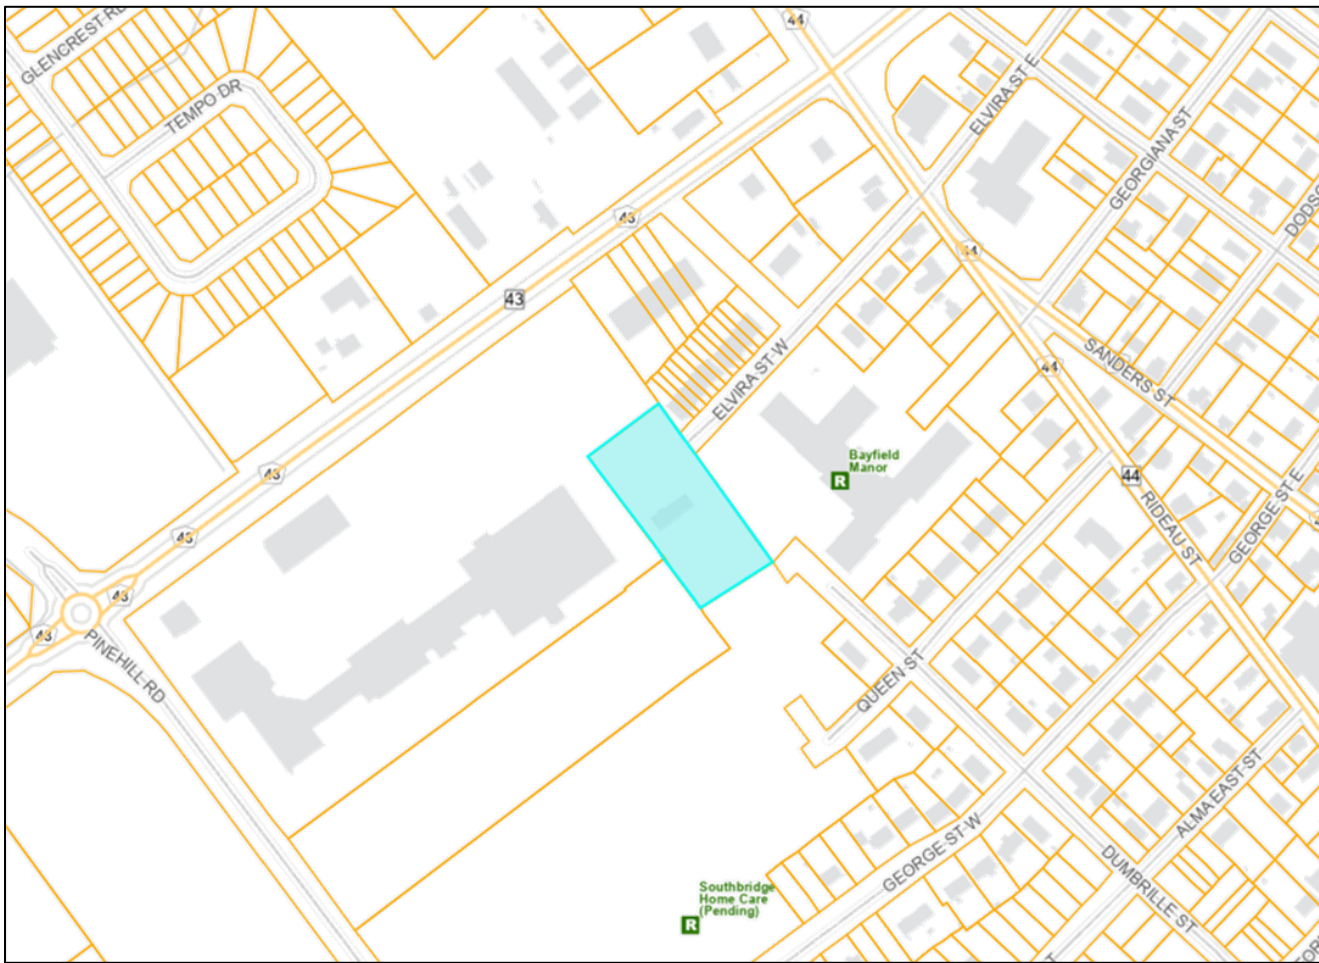 44
GLENCREST RD
TEMPO DR
ELVIRA ST E
GEORGIANA ST
43
44
43
SANDERS ST
44
ELVIRA ST W
Bayfield
Manor
R
43
44
RIDEAU ST
GEORGE ST E
43
43
43
PINEHILL RD
QUEEN ST
ALMA EAST ST
GEORGE ST W
DUMBRILLE ST
Southbridge
Home Care
(Pending)
R